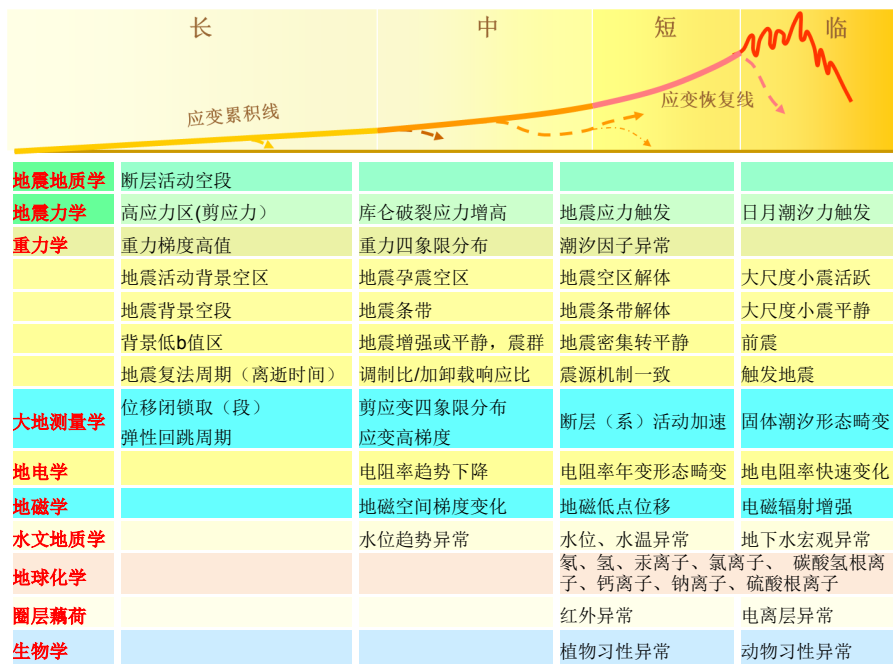 长 中 短 临
应变累积线 应变恢复线
地震地质学 断层活动空段
地震力学 高应力区(剪应力） 库仑破裂应力增高 地震应力触发 日月潮汐力触发
重力学 重力梯度高值 重力四象限分布 潮汐因子异常
地震活动背景空区 地震孕震空区 地震空区解体 大尺度小震活跃
地震背景空段 地震条带 地震条带解体 大尺度小震平静
背景低b值区 地震增强或平静，震群 地震密集转平静 前震
地震复法周期（离逝时间） 调制比/加卸载响应比 震源机制一致 触发地震
大地测量学 位移闭锁取（段） 剪应变四象限分布 断层（系）活动加速 固体潮汐形态畸变
弹性回跳周期 应变高梯度
地电学 电阻率趋势下降 电阻率年变形态畸变 地电阻率快速变化
地磁学 地磁空间梯度变化 地磁低点位移 电磁辐射增强
水文地质学 水位趋势异常 水位、水温异常 地下水宏观异常
地球化学 氡、氢、汞离子、氯离子、 碳酸氢根离
子、钙离子、钠离子、硫酸根离子
圈层藕荷 红外异常 电离层异常
生物学 植物习性异常 动物习性异常